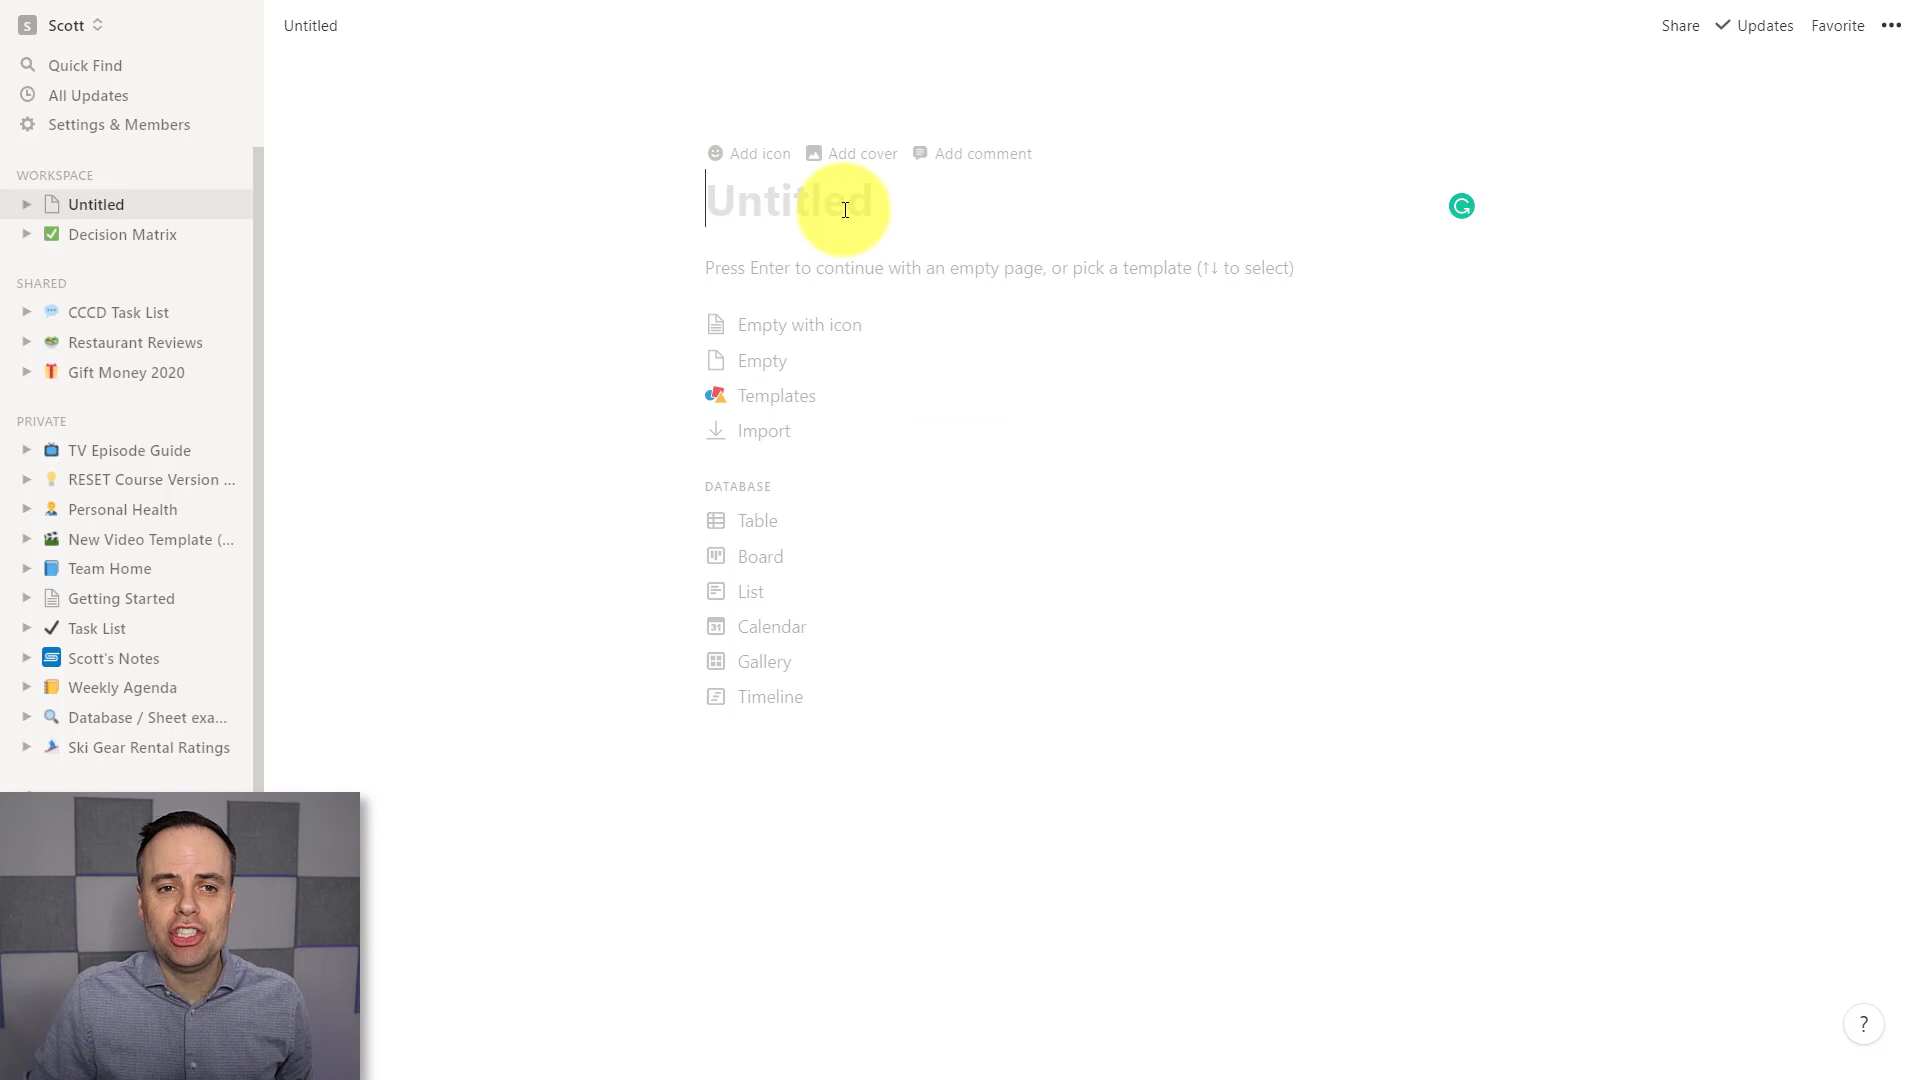 S Scott
Untitled
Share
Updates
Favorite
Quick Find
All Updates
Settings & Members
WORKSPACE
Untitled
Decision Matrix
SHARED
CCCD Task List
Restaurant Reviews
Gift Money 2020
PRIVATE
TV Episode Guide
RESET Course Version ...
Personal Health
New Video Template (...
Team Home
Getting Started
Task List
Scott's Notes
Weekly Agenda
Database / Sheet exa...
Ski Gear Rental Ratings
Add icon
Add cover
Add comment
Untitled
Press Enter to continue with an empty page, or pick a template (↑↓ to select)
Empty with icon
Empty
Templates
Import
DATABASE
Table
Board
List
31 Calendar
Gallery
Timeline
?